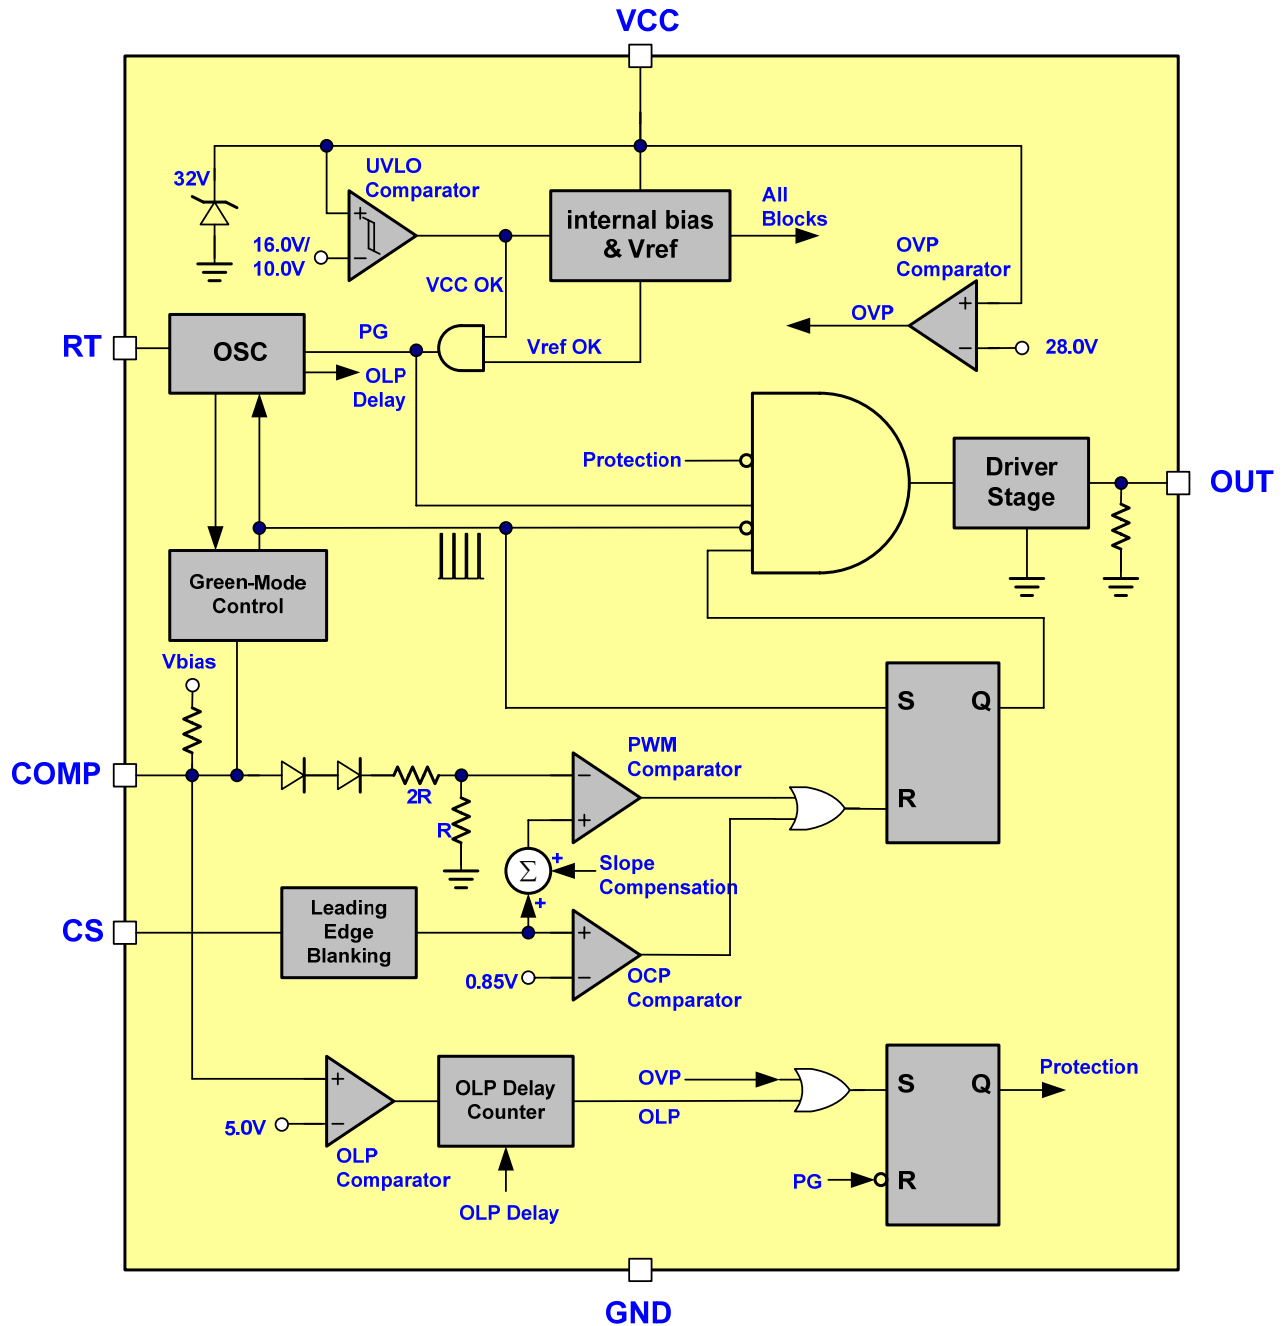 VCC
32V
UVLO
Comparator
+
−
16.0V/
10.0V
internal bias
& Vref
All
Blocks
OVP
Comparator
+
−
28.0V
OVP
VCC OK
RT
OSC
PG
Vref OK
OLP
Delay
Protection
Driver
Stage
OUT
Green-Mode
Control
Vbias
S
Q
R
COMP
2R
R
PWM
Comparator
−
+
Σ
+
+
Slope
Compensation
CS
Leading
Edge
Blanking
+
−
0.85V
OCP
Comparator
+
−
5.0V
OLP
Comparator
OLP Delay
Counter
OLP Delay
OVP
OLP
S
Q
R
Protection
PG
GND